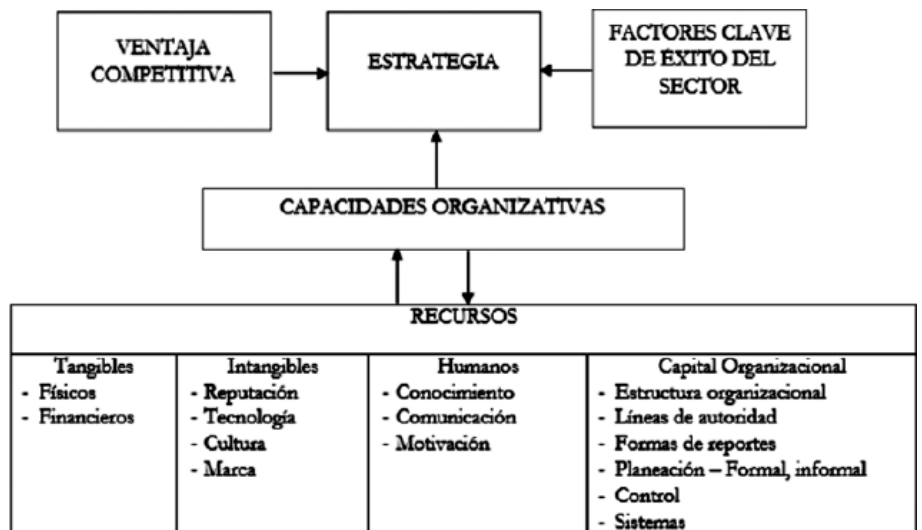 VENTAJA
COMPETITIVA
ESTRATEGIA
FACTORES CLAVE
DE ÉXITO DEL
SECTOR
CAPACIDADES ORGANIZATIVAS
RECURSOS
Tangibles
- Físicos
- Financieros
Intangibles
- Reputación
- Tecnología
- Cultura
- Marca
Humanos
- Conocimiento
- Comunicación
- Motivación
Capital Organizacional
- Estructura organizacional
- Líneas de autoridad
- Formas de reportes
- Planeación – Formal, informal
- Control
- Sistemas